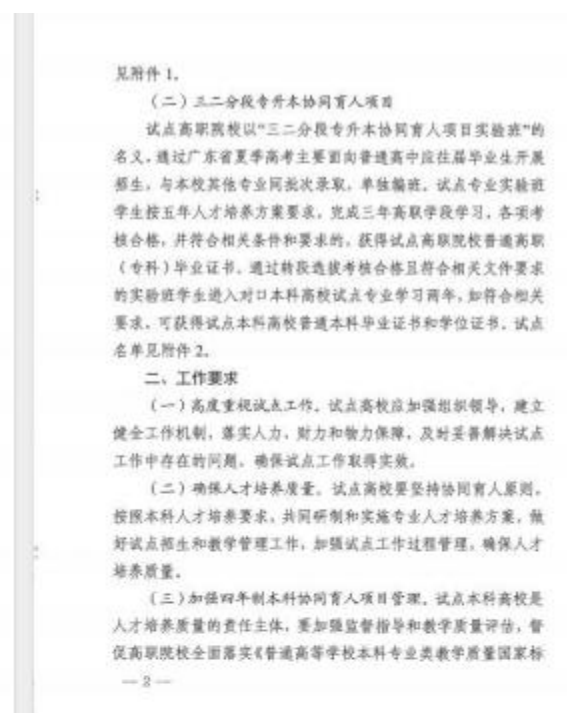 见附件 1。
（二）三二分段专升本协同育人项目
试点高职院校以“三二分段专升本协同育人项目实验班”的
名义，通过广东省夏季高考主要面向普通高中应往届毕业生开展
招生，与本校其他专业同批次录取，单独编班。试点专业实验班
学生按五年人才培养方案要求，完成三年高职学段学习，各项考
核合格，并符合相关条件和要求的，获得试点高职院校普通高职
（专科）毕业证书。通过转段选拔考核合格且符合相关文件要求
的实验班学生进入对口本科高校试点专业学习两年，如符合相关
要求，可获得试点本科高校普通本科毕业证书和学位证书。试点
名单见附件 2。
二、工作要求
（一）高度重视试点工作。试点高校应加强组织领导，建立
健全工作机制，落实人力、财力和物力保障，及时妥善解决试点
工作中存在的问题，确保试点工作取得实效。
（二）确保人才培养质量。试点高校要坚持协同育人原则，
按照本科人才培养要求，共同研制和实施专业人才培养方案，做
好试点招生和教学管理工作，加强试点工作过程管理，确保人才
培养质量。
（三）加强四年制本科协同育人项目管理。试点本科高校是
人才培养质量的责任主体，要加强监督指导和教学质量评估，督
促高职院校全面落实《普通高等学校本科专业类教学质量国家标
— 2 —